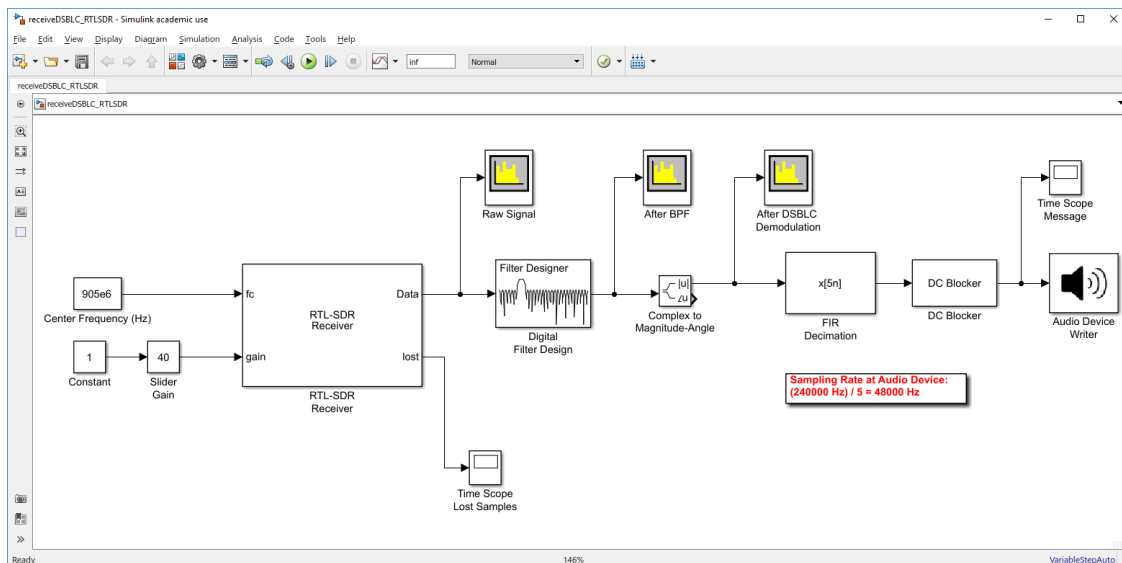 receiveDSBLC_RTLSDR - Simulink academic use
File Edit View Display Diagram Simulation Analysis Code Tools Help
inf
Normal
receiveDSBLC_RTLSDR
receiveDSBLC_RTLSDR
Raw Signal
After BPF
After DSBLC
Demodulation
Time Scope
Message
905e6
Center Frequency (Hz)
1
Constant
40
Slider
Gain
fc
gain
RTL-SDR
Receiver
Data
lost
RTL-SDR
Receiver
Filter Designer
Digital
Filter Design
|u|
∠u
Complex to
Magnitude-Angle
x[5n]
FIR
Decimation
DC Blocker
DC Blocker
Audio Device
Writer
Sampling Rate at Audio Device:
(240000 Hz) / 5 = 48000 Hz
Time Scope
Lost Samples
Ready
146%
VariableStepAuto